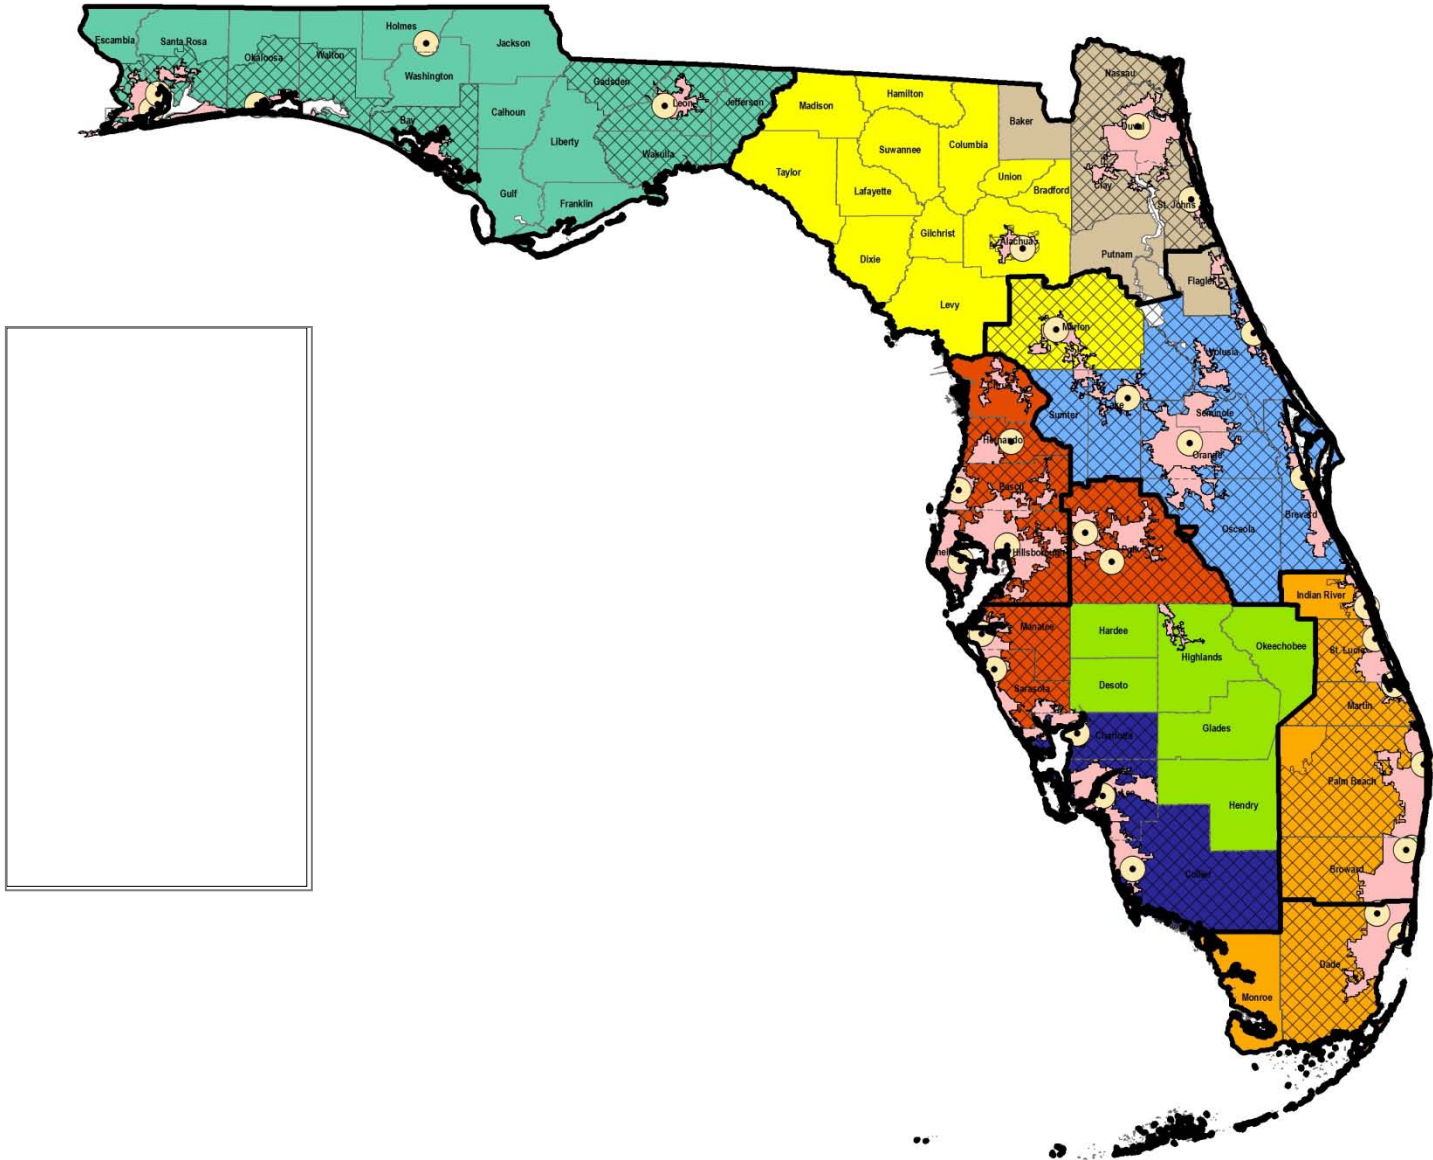 Escambia
Santa Rosa
Okaloosa
Walton
Holmes
Jackson
Washington
Calhoun
Bay
Liberty
Gulf
Franklin
Gadsden
Leon
Jefferson
Wakulla
Madison
Hamilton
Taylor
Suwannee
Columbia
Lafayette
Union
Bradford
Gilchrist
Alachua
Dixie
Levy
Baker
Nassau
Duval
Clay
St. Johns
Putnam
Flagler
Marion
Volusia
Sumter
Seminole
Orange
Hernando
Pasco
Hillsborough
Osceola
Brevard
Indian River
Manatee
Hardee
Highlands
Okeechobee
St. Lucie
Sarasota
Desoto
Martin
Charlotte
Glades
Palm Beach
Hendry
Collier
Broward
Dade
Monroe